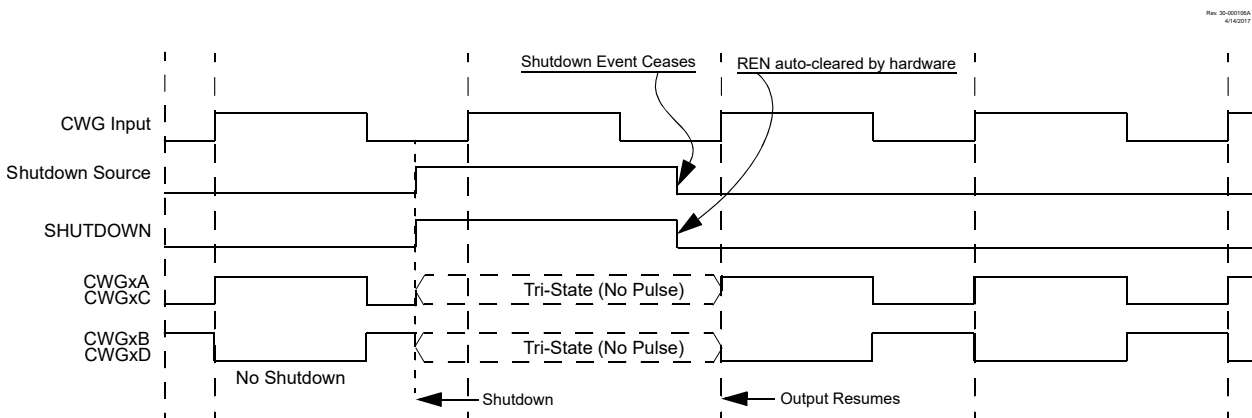 Rev. 30-000106A
4/14/2017
Shutdown Event Ceases
REN auto-cleared by hardware
CWG Input
Shutdown Source
SHUTDOWN
CWGxA
CWGxC
Tri-State (No Pulse)
CWGxB
CWGxD
Tri-State (No Pulse)
No Shutdown
Shutdown
Output Resumes